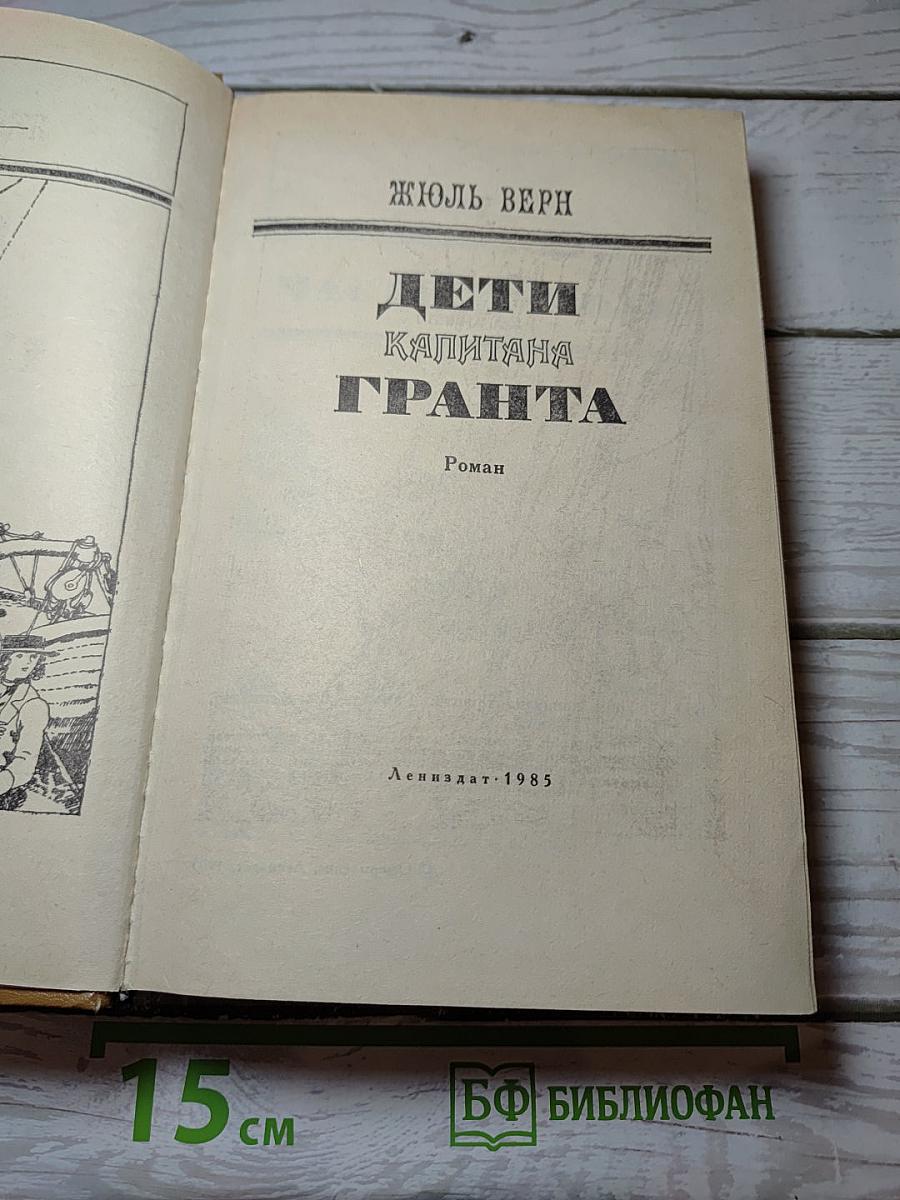 ЖЮЛЬ ВЕРН
ДЕТИ
КАПИТАНА
ГРАНТА
Роман
Лениздат · 1985
15 см
БФ БИБЛИОФАН